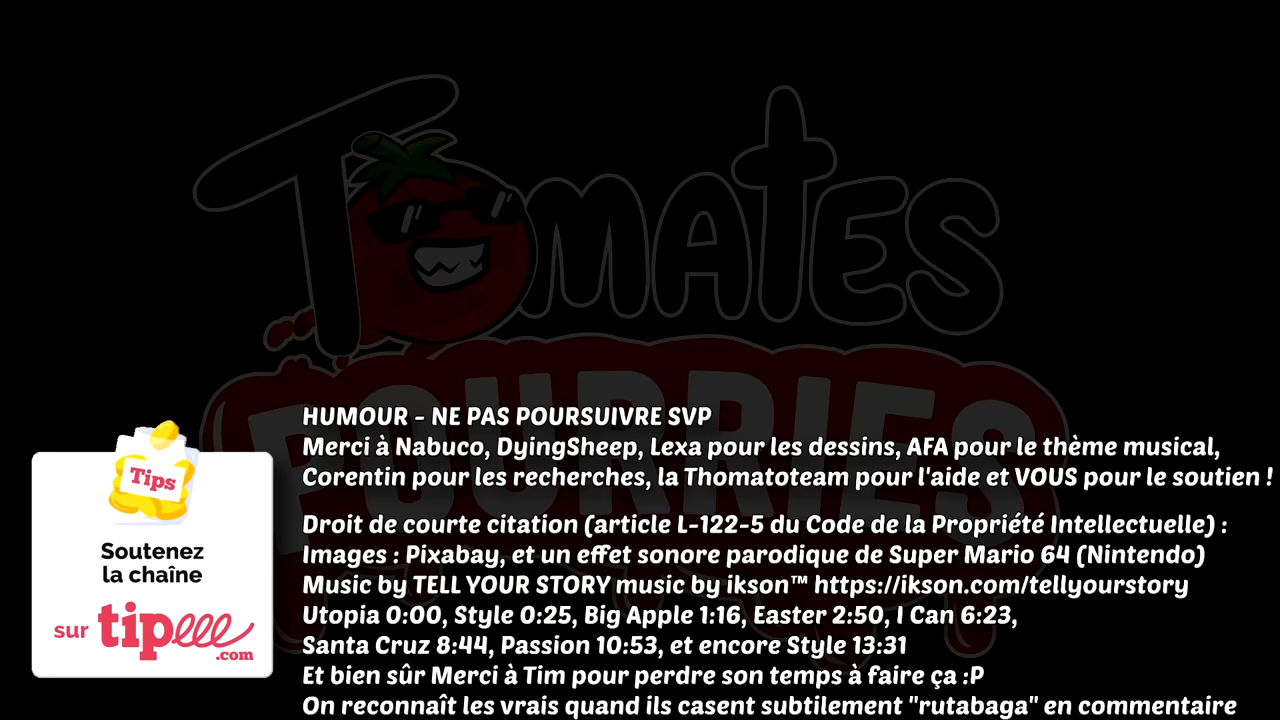 TOMATES
POURRIES
HUMOUR - NE PAS POURSUIVRE SVP
Merci à Nabuco, DyingSheep, Lexa pour les dessins, AFA pour le thème musical,
Corentin pour les recherches, la Thomatoteam pour l'aide et VOUS pour le soutien !
Droit de courte citation (article L-122-5 du Code de la Propriété Intellectuelle) :
Images : Pixabay, et un effet sonore parodique de Super Mario 64 (Nintendo)
Music by TELL YOUR STORY music by ikson™ https://ikson.com/tellyourstory
Utopia 0:00, Style 0:25, Big Apple 1:16, Easter 2:50, I Can 6:23,
Santa Cruz 8:44, Passion 10:53, et encore Style 13:31
Et bien sûr Merci à Tim pour perdre son temps à faire ça :P
On reconnaît les vrais quand ils casent subtilement "rutabaga" en commentaire
Tips
Soutenez
la chaîne
sur tipeee
.com